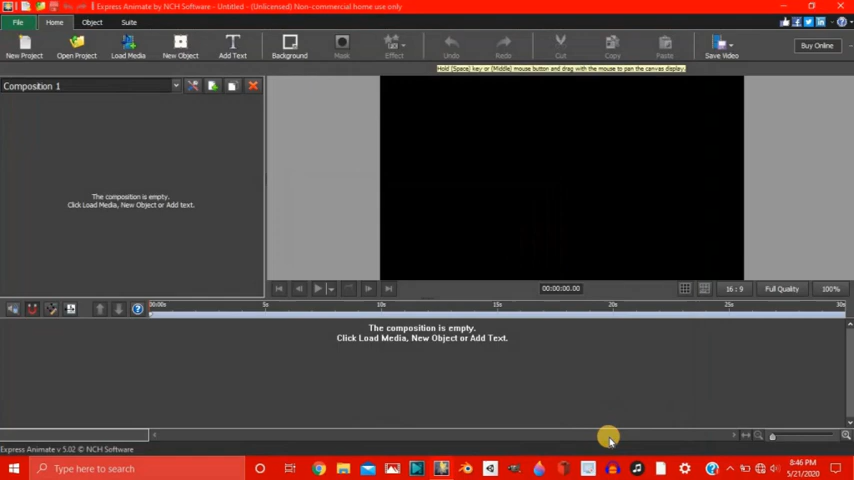 Express Animate by NCH Software - Untitled - (Unlicensed) Non-commercial home use only
File Home Object Suite
New Project Open Project Load Media New Object Add Text Background Mask Effect Undo Redo Cut Copy Paste Save Video Buy Online
Hold [Space] key or (Middle) mouse button and drag with the mouse to pan the canvas display.
Composition 1
The composition is empty.
Click Load Media, New Object or Add text.
00:00:00.00 16 : 9 Full Quality 100%
00:00s 5s 10s 15s 20s 25s 30s
The composition is empty.
Click Load Media, New Object or Add Text.
Express Animate v 5.02 © NCH Software
Type here to search
8:46 PM
5/21/2020